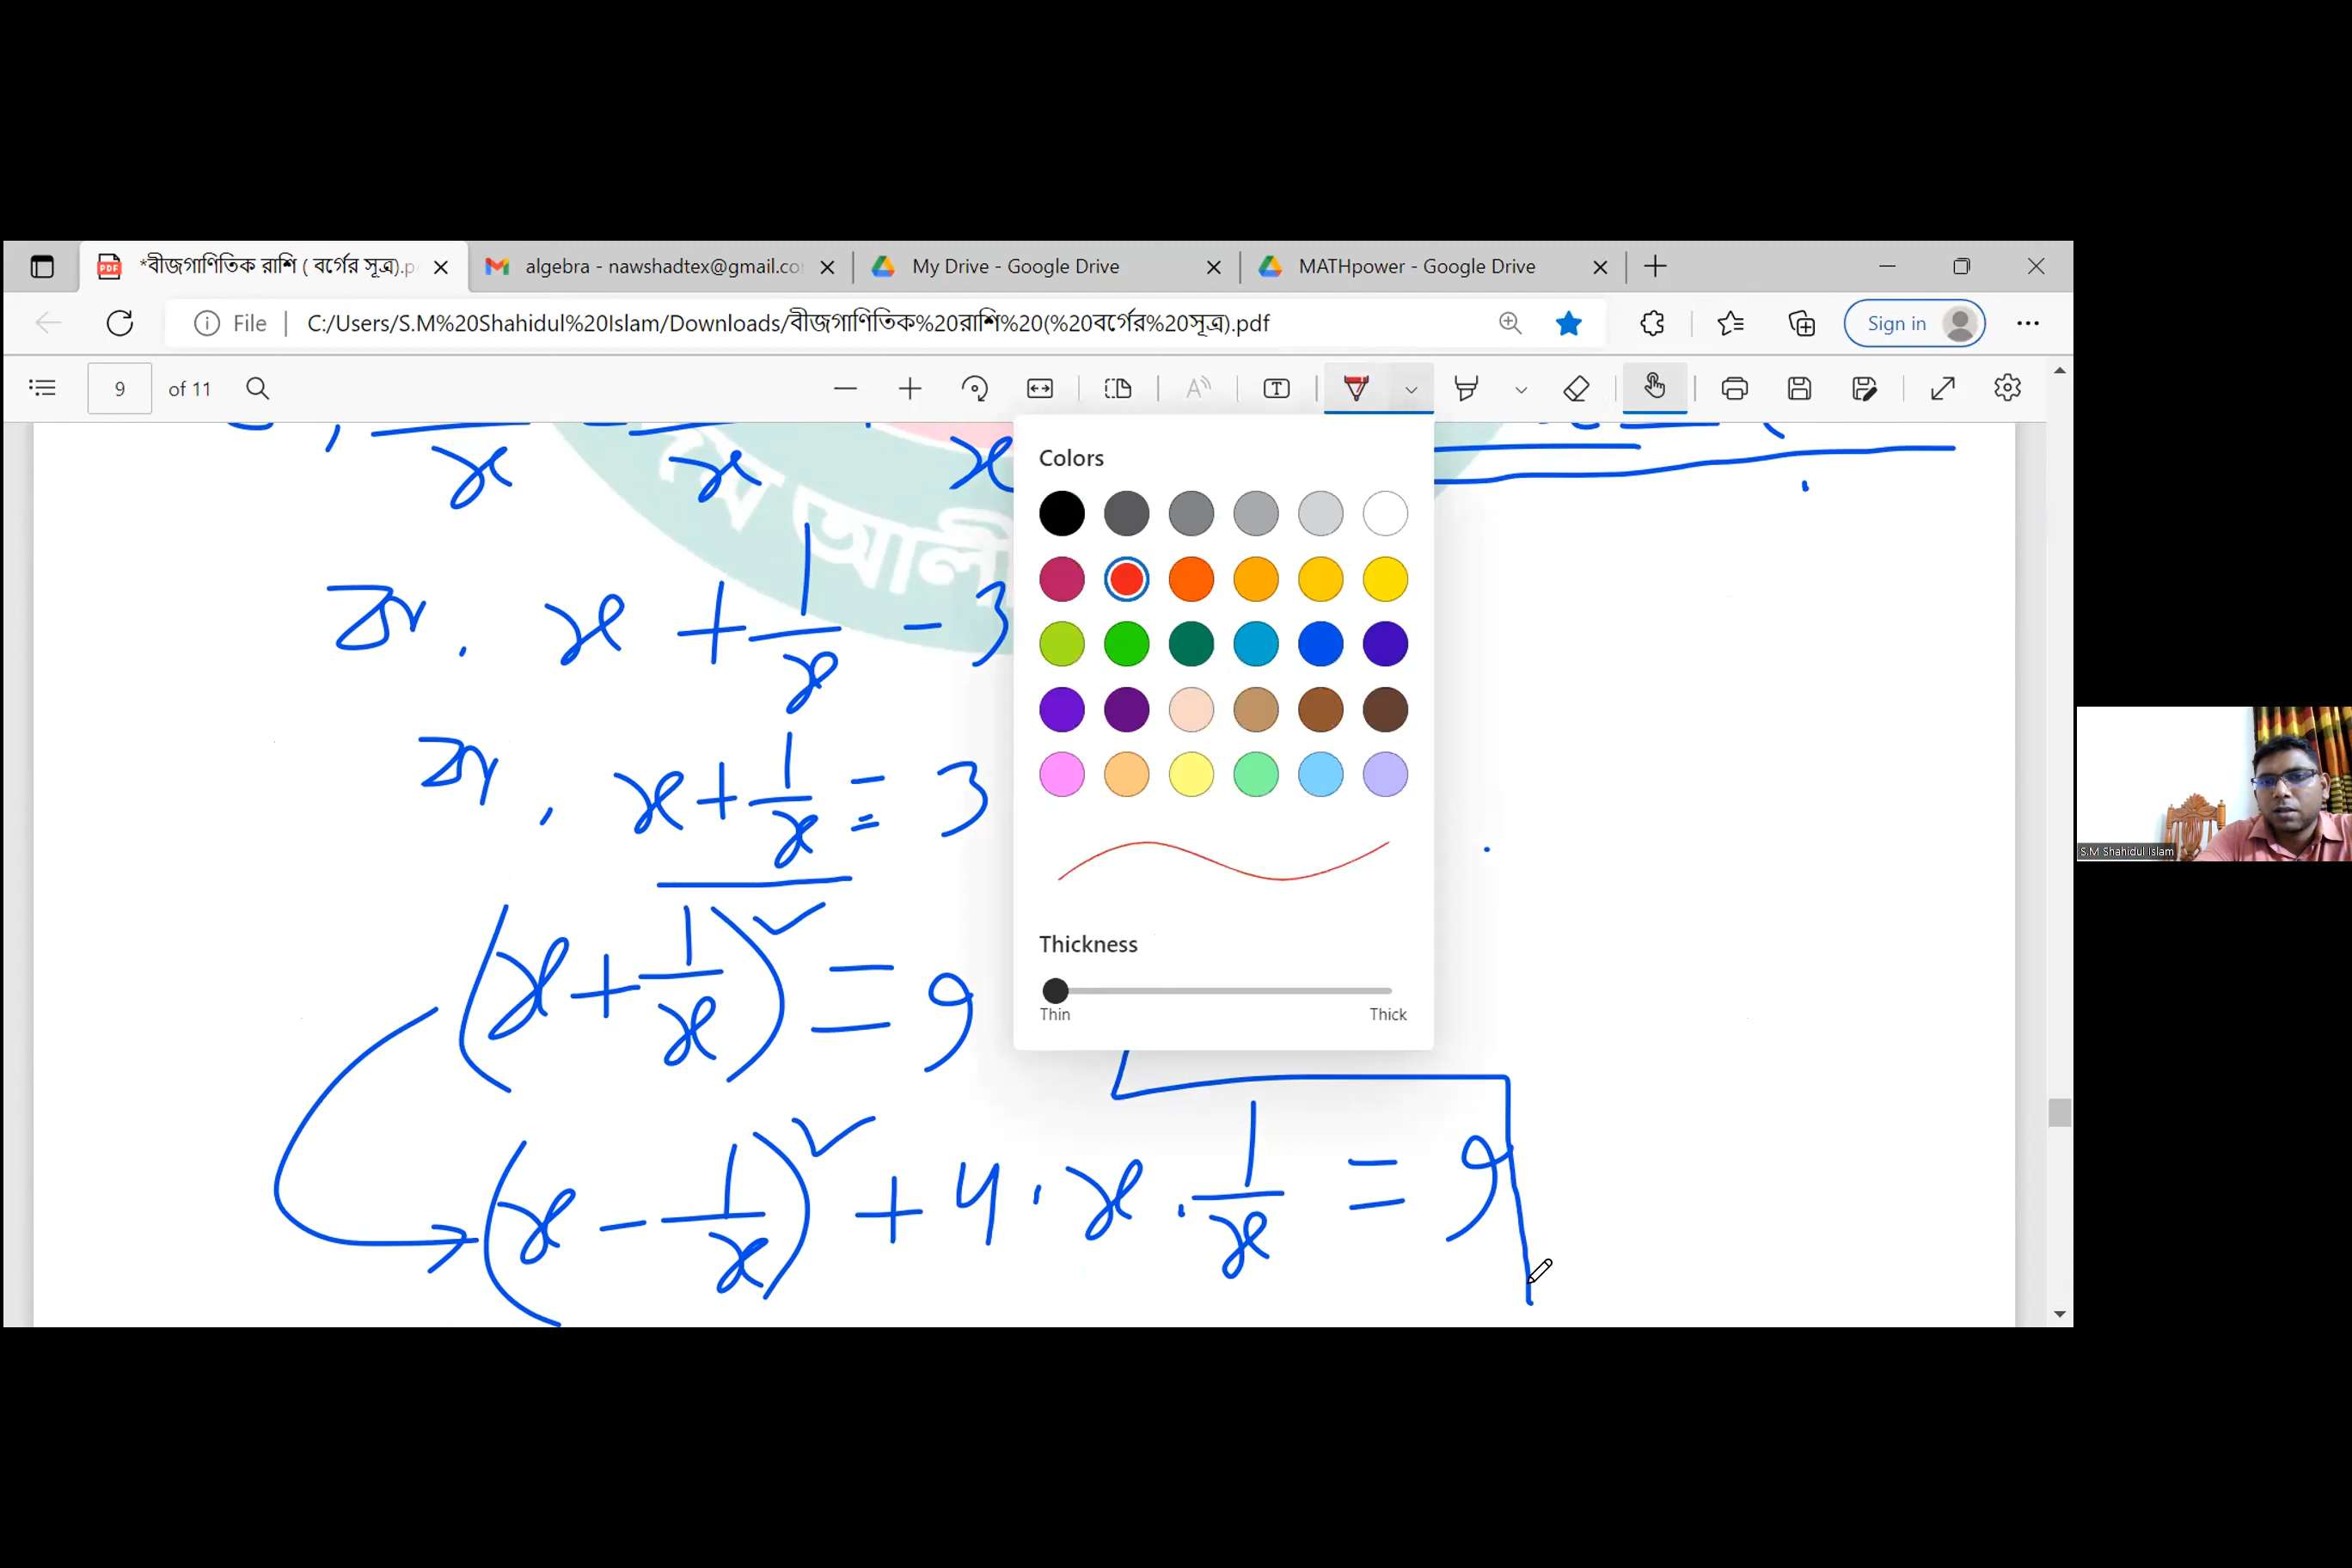 *বীজগাণিতিক রাশি ( বর্গের সূত্র).p
algebra - nawshadtex@gmail.co
My Drive - Google Drive
MATHpower - Google Drive
File
C:/Users/S.M%20Shahidul%20Islam/Downloads/বীজগাণিতিক%20রাশি%20(%20বর্গের%20সূত্র).pdf
Sign in
9 of 11
Colors
আলী
বা, x + 1/x - 3
বা, x + 1/x = 3
(x + 1/x)² = 9
(x - 1/x)² + 4 · x · 1/x = 9
Thickness
Thin
Thick
S.M Shahidul Islam